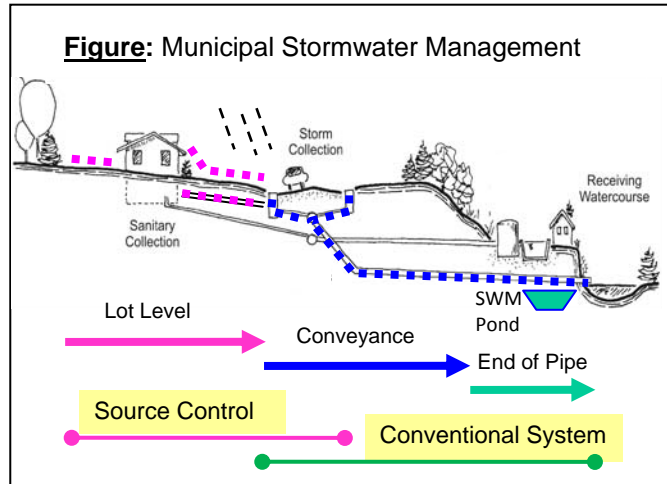 Figure: Municipal Stormwater Management
Storm
Collection
Receiving
Watercourse
Sanitary
Collection
SWM
Pond
Lot Level
Conveyance
End of Pipe
Source Control
Conventional System